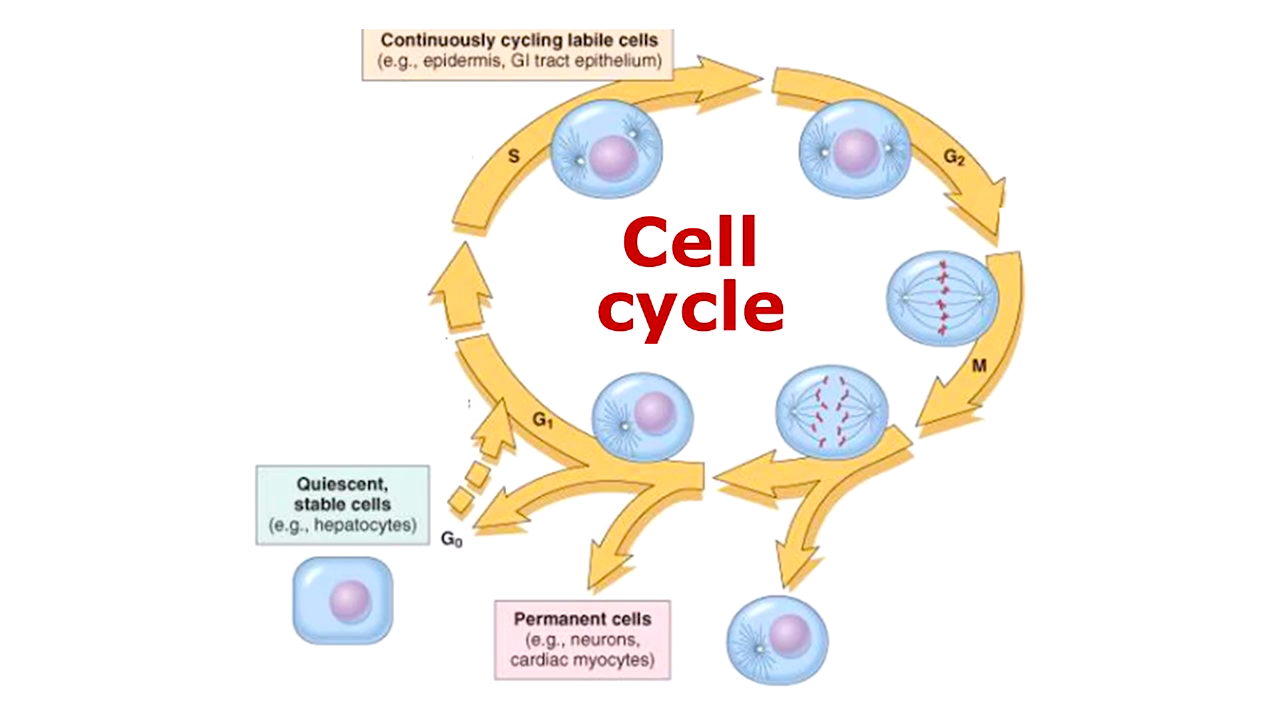 Continuously cycling labile cells
(e.g., epidermis, GI tract epithelium)
S
G₂
Cell
cycle
M
G₁
Quiescent,
stable cells
(e.g., hepatocytes)
G₀
Permanent cells
(e.g., neurons,
cardiac myocytes)